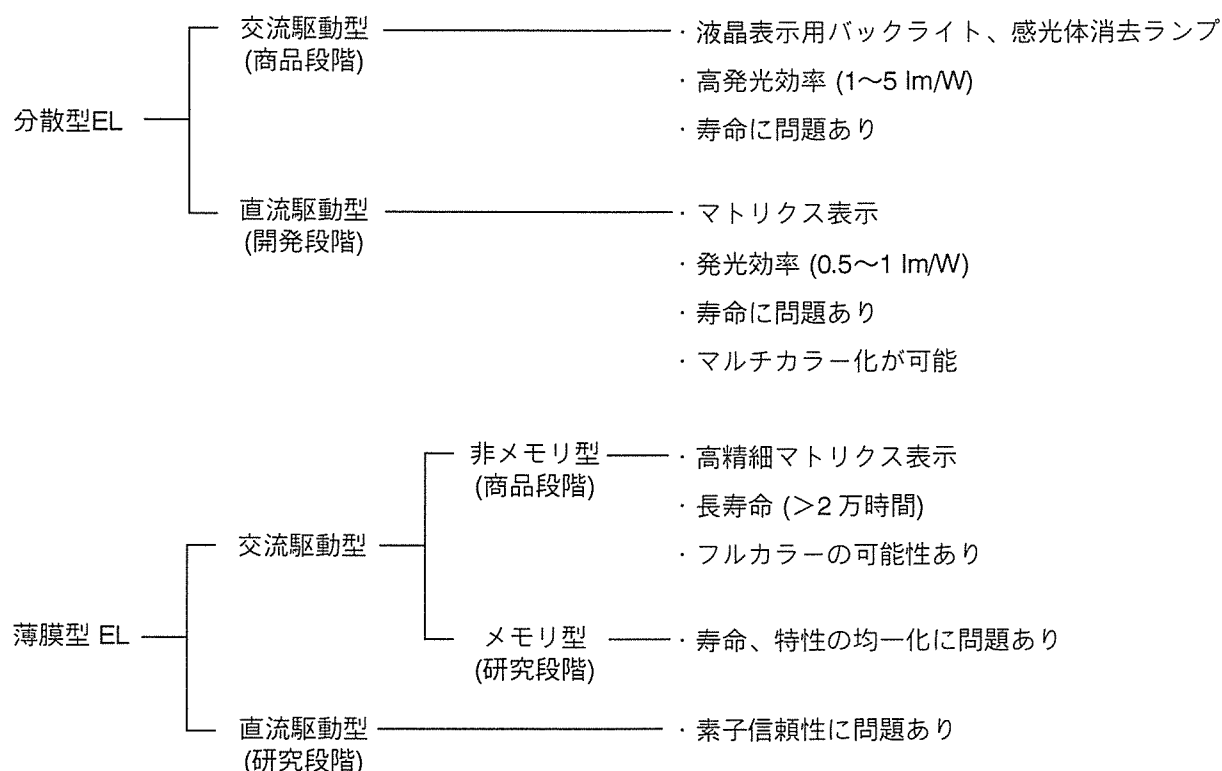 交流駆動型
(商品段階)
・液晶表示用バックライト、感光体消去ランプ
・高発光効率 (1〜5 lm/W)
分散型EL
・寿命に問題あり
直流駆動型
(開発段階)
・マトリクス表示
・発光効率 (0.5〜1 lm/W)
・寿命に問題あり
・マルチカラー化が可能
薄膜型 EL
交流駆動型
非メモリ型
(商品段階)
・高精細マトリクス表示
・長寿命 (＞2 万時間)
・フルカラーの可能性あり
メモリ型
(研究段階)
・寿命、特性の均一化に問題あり
直流駆動型
(研究段階)
・素子信頼性に問題あり